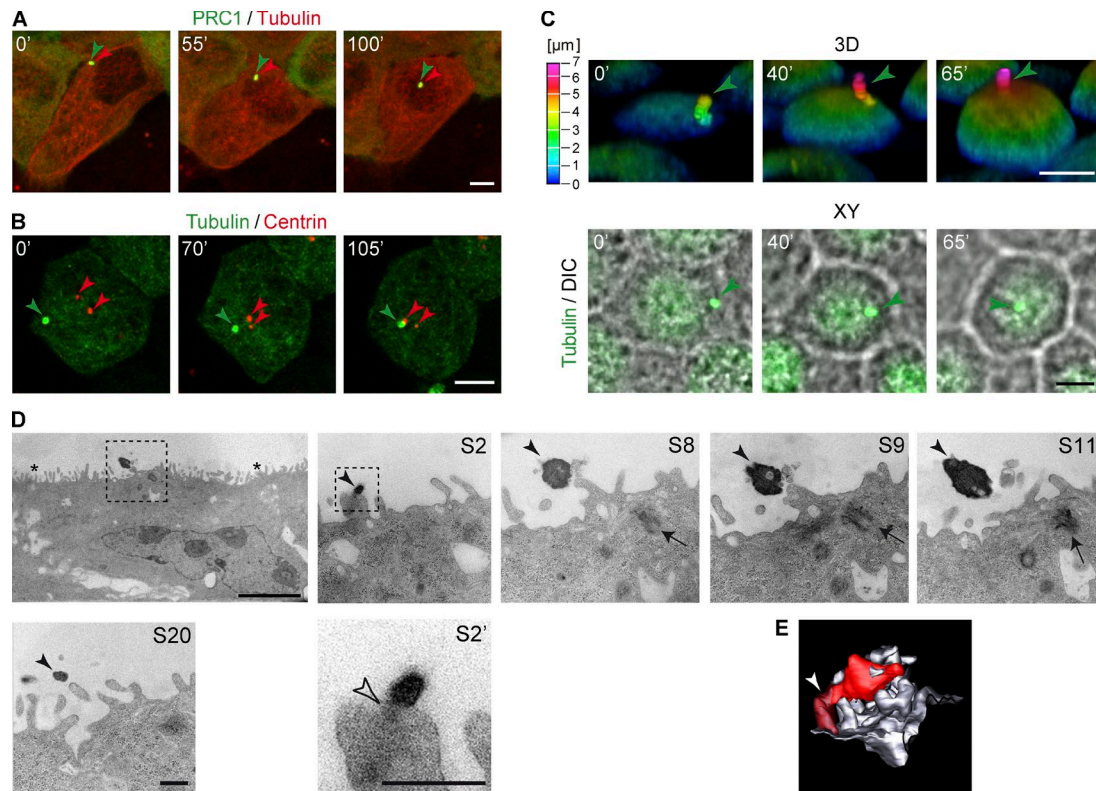 A
PRC1 / Tubulin
0’
55’
100’
B
Tubulin / Centrin
0’
70’
105’
C
[µm]
7
6
5
4
3
2
1
0
3D
0’
40’
65’
XY
Tubulin / DIC
0’
40’
65’
D
*
*
S2
S8
S9
S11
S20
S2’
E